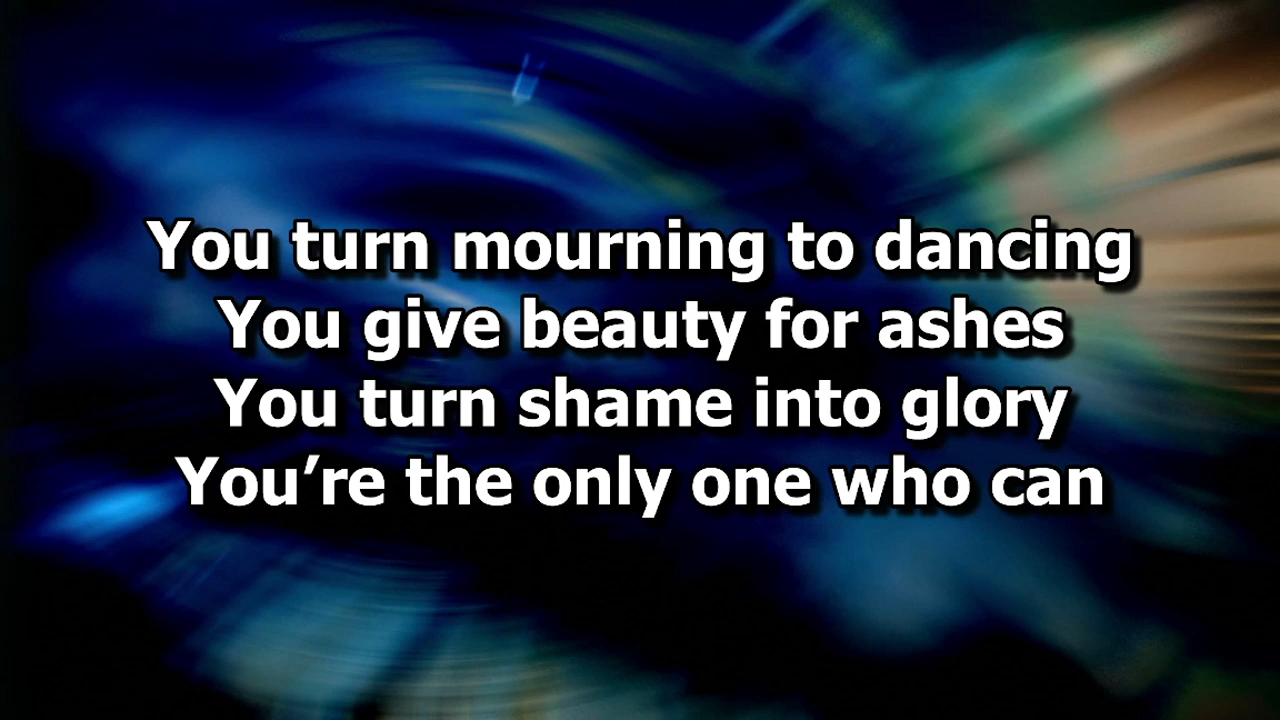 You turn mourning to dancing
You give beauty for ashes
You turn shame into glory
You’re the only one who can